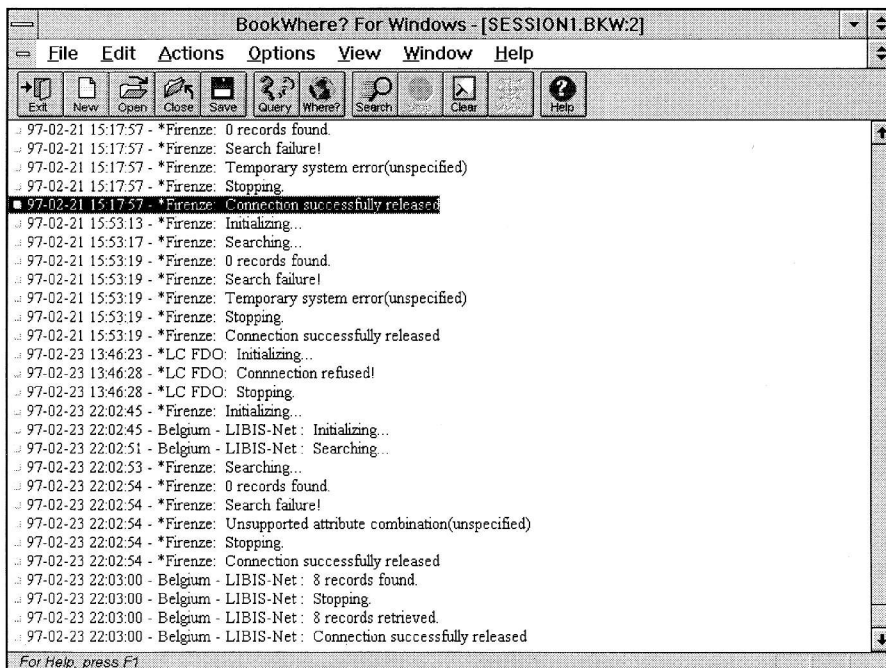 BookWhere? For Windows - [SESSION1.BKW:2]
File Edit Actions Options View Window Help
Exit New Open Close Save Query Where? Search Stop Clear Help
97-02-21 15:17:57 - *Firenze: 0 records found.
97-02-21 15:17:57 - *Firenze: Search failure!
97-02-21 15:17:57 - *Firenze: Temporary system error(unspecified)
97-02-21 15:17:57 - *Firenze: Stopping.
97-02-21 15:17:57 - *Firenze: Connection successfully released
97-02-21 15:53:13 - *Firenze: Initializing...
97-02-21 15:53:17 - *Firenze: Searching...
97-02-21 15:53:19 - *Firenze: 0 records found.
97-02-21 15:53:19 - *Firenze: Search failure!
97-02-21 15:53:19 - *Firenze: Temporary system error(unspecified)
97-02-21 15:53:19 - *Firenze: Stopping.
97-02-21 15:53:19 - *Firenze: Connection successfully released
97-02-23 13:46:23 - *LC FDO: Initializing...
97-02-23 13:46:28 - *LC FDO: Connnection refused!
97-02-23 13:46:28 - *LC FDO: Stopping.
97-02-23 22:02:45 - *Firenze: Initializing...
97-02-23 22:02:45 - Belgium - LIBIS-Net : Initializing...
97-02-23 22:02:51 - Belgium - LIBIS-Net : Searching...
97-02-23 22:02:53 - *Firenze: Searching...
97-02-23 22:02:54 - *Firenze: 0 records found.
97-02-23 22:02:54 - *Firenze: Search failure!
97-02-23 22:02:54 - *Firenze: Unsupported attribute combination(unspecified)
97-02-23 22:02:54 - *Firenze: Stopping.
97-02-23 22:02:54 - *Firenze: Connection successfully released
97-02-23 22:03:00 - Belgium - LIBIS-Net : 8 records found.
97-02-23 22:03:00 - Belgium - LIBIS-Net : Stopping.
97-02-23 22:03:00 - Belgium - LIBIS-Net : 8 records retrieved.
97-02-23 22:03:00 - Belgium - LIBIS-Net : Connection successfully released
For Help, press F1